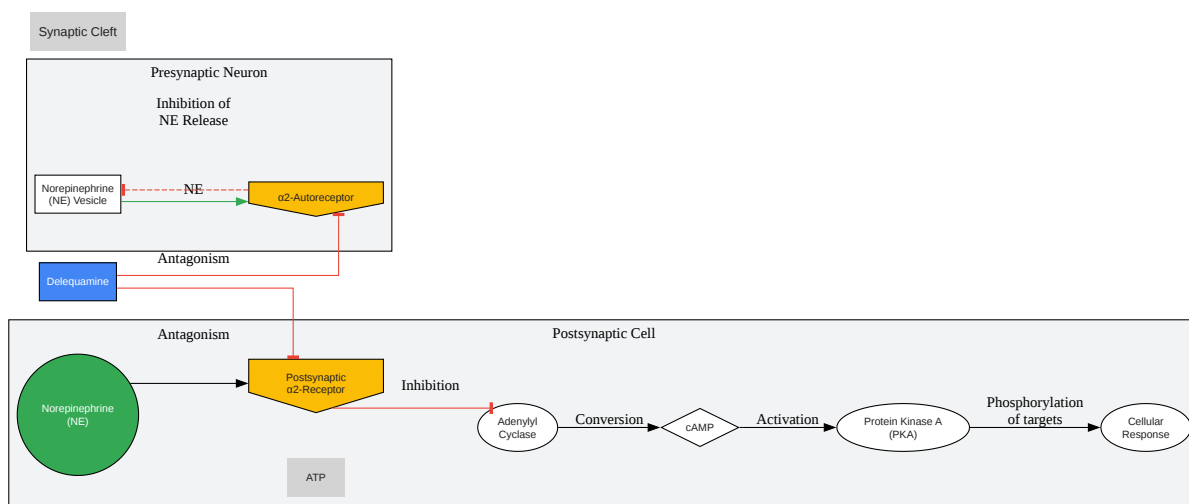 Synaptic Cleft
Presynaptic Neuron
Inhibition of
NE Release
Norepinephrine
(NE) Vesicle
NE
α2-Autoreceptor
Antagonism
Delequamine
Antagonism
Postsynaptic Cell
Norepinephrine
(NE)
Postsynaptic
α2-Receptor
Inhibition
Adenylyl
Cyclase
Conversion
cAMP
Activation
Protein Kinase A
(PKA)
Phosphorylation
of targets
Cellular
Response
ATP